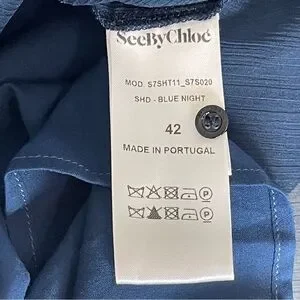 SeeByChloé
MOD. S7SHT11_S7S020
SHD - BLUE NIGHT
42
MADE IN PORTUGAL